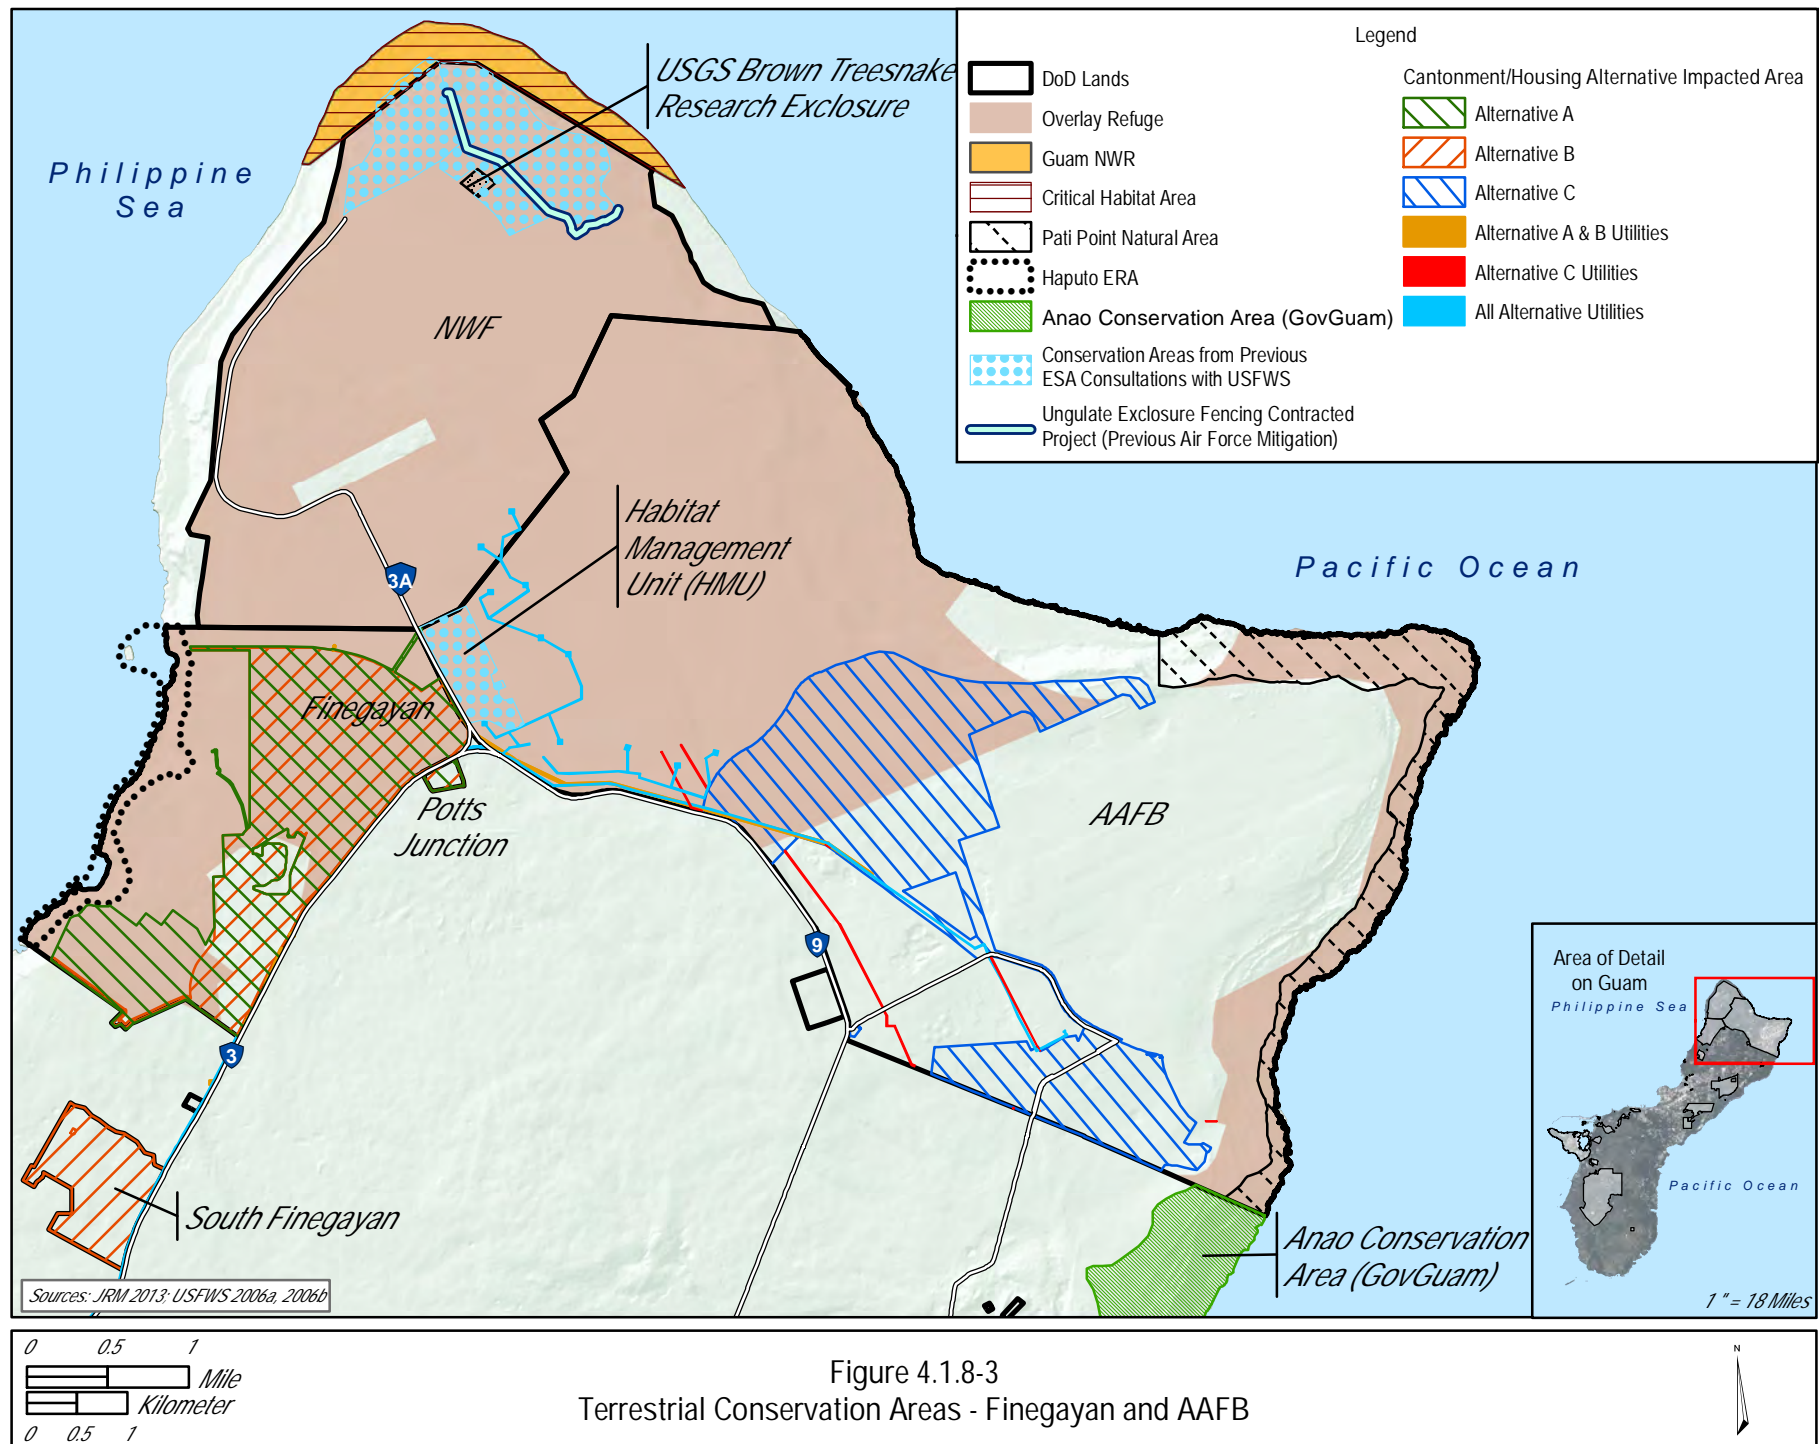 Legend
DoD Lands
Overlay Refuge
Guam NWR
Critical Habitat Area
Pati Point Natural Area
Haputo ERA
Anao Conservation Area (GovGuam)
Conservation Areas from Previous
ESA Consultations with USFWS
Ungulate Exclosure Fencing Contracted
Project (Previous Air Force Mitigation)
Cantonment/Housing Alternative Impacted Area
Alternative A
Alternative B
Alternative C
Alternative A & B Utilities
Alternative C Utilities
All Alternative Utilities
USGS Brown Treesnake
Research Exclosure
Philippine
Sea
NWF
Habitat
Management
Unit (HMU)
3A
Pacific Ocean
Finegayan
Potts
Junction
AAFB
9
3
South Finegayan
Anao Conservation
Area (GovGuam)
Sources: JRM 2013; USFWS 2006a, 2006b
Area of Detail
on Guam
Philippine Sea
Pacific Ocean
1 " = 18 Miles
0 0.5 1
Mile
Kilometer
0 0.5 1
Figure 4.1.8-3
Terrestrial Conservation Areas - Finegayan and AAFB
N